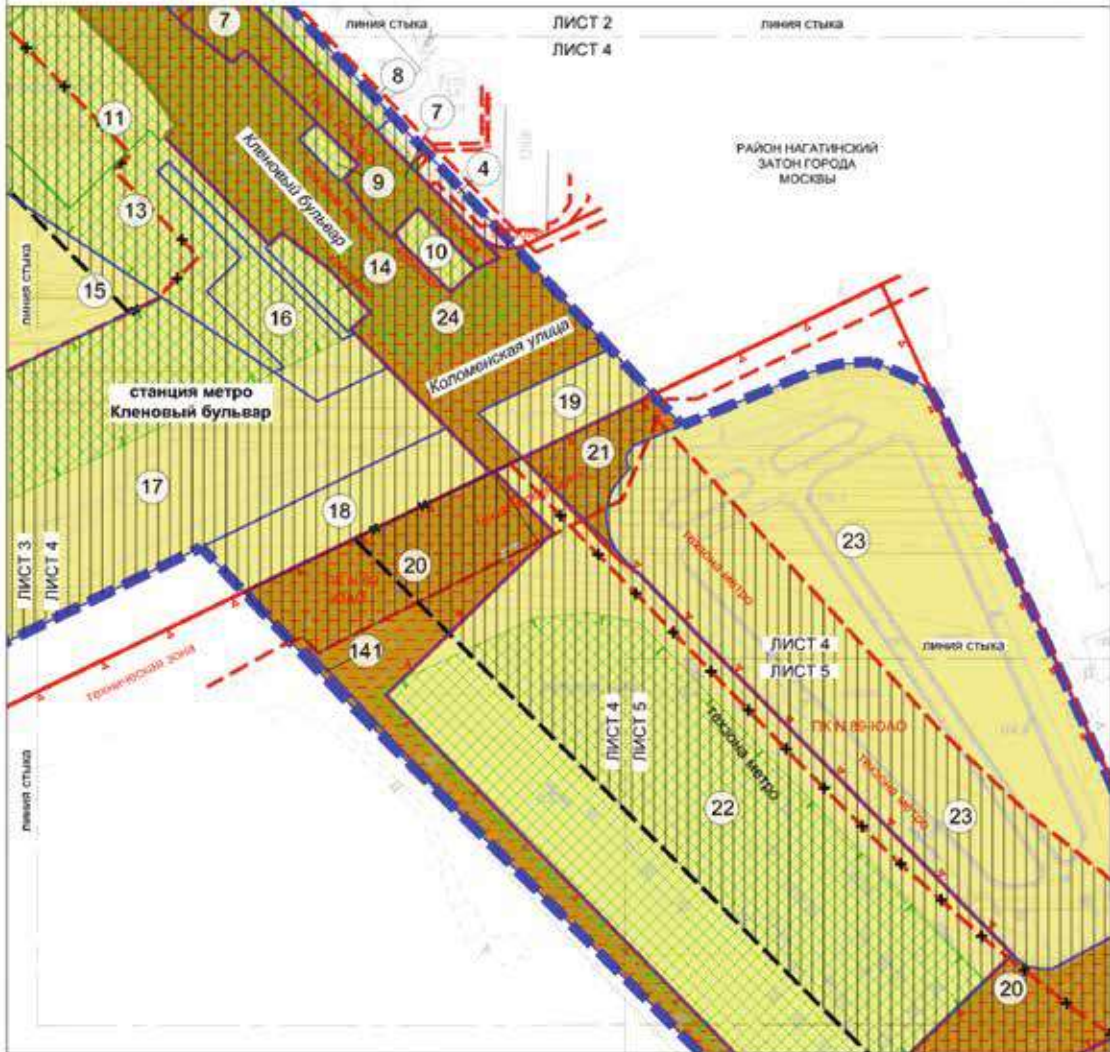 линия стыка
ЛИСТ 2
линия стыка
ЛИСТ 4
7
8
7
11
РАЙОН НАГАТИНСКИЙ
ЗАТОН ГОРОДА
МОСКВЫ
4
9
Кленовый бульвар
13
10
14
линия стыка
15
16
24
Коломенская улица
станция метро
Кленовый бульвар
19
21
17
18
23
ЛИСТ 3
ЛИСТ 4
20
техзона метро
141
ЛИСТ 4
ЛИСТ 5
линия стыка
техническая зона
ЛИСТ 4
ЛИСТ 5
ПК N 89-ЮАО
техзона метро
техзона метро
линия стыка
22
23
20